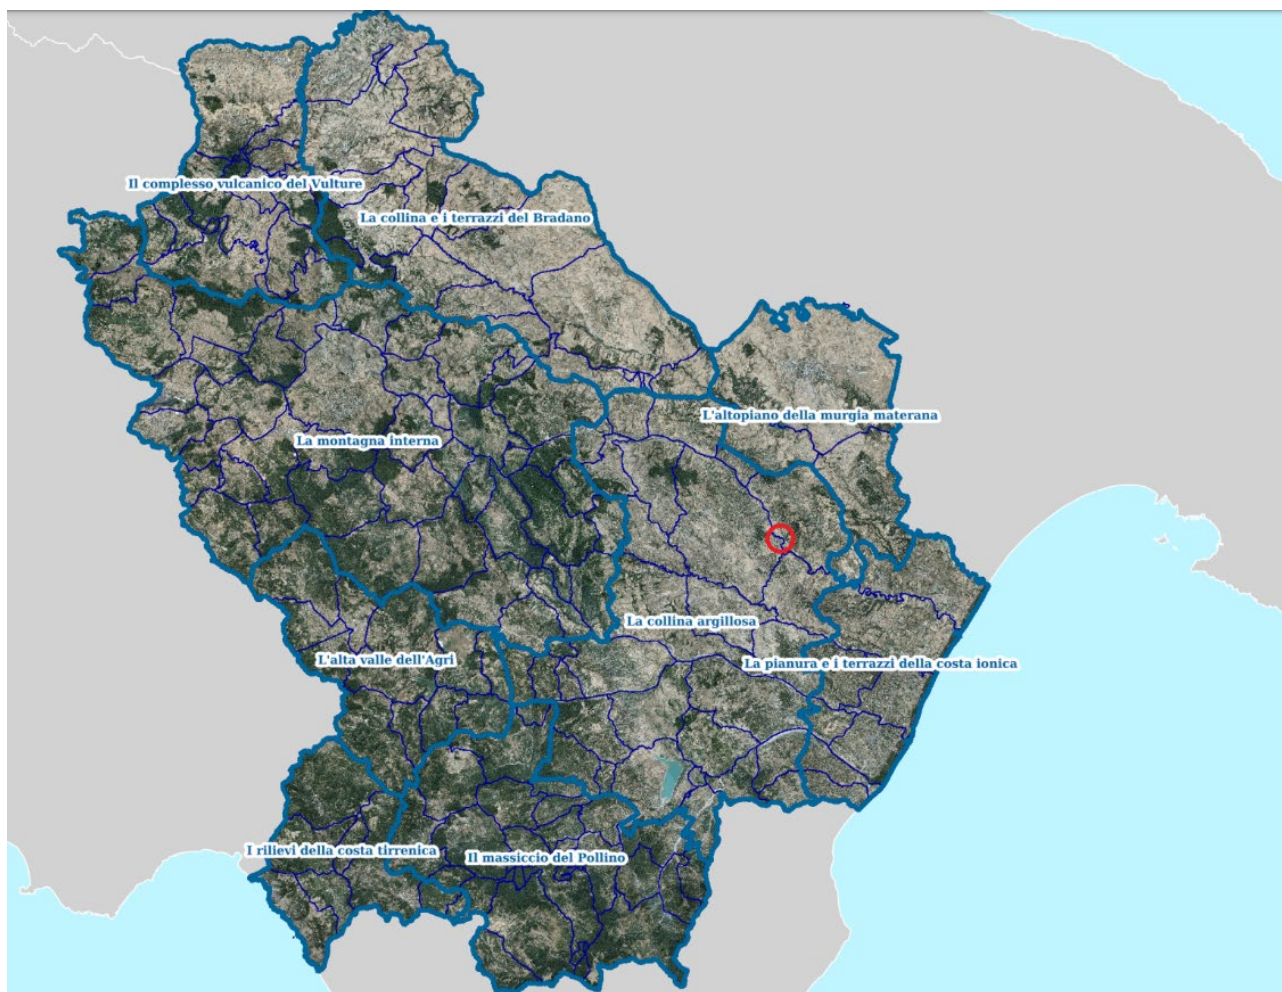 Il complesso vulcanico del Vulture
La collina e i terrazzi del Bradano
L'altopiano della murgia materana
La montagna interna
La collina argillosa
L'alta valle dell'Agri
La pianura e i terrazzi della costa ionica
I rilievi della costa tirrenica
Il massiccio del Pollino